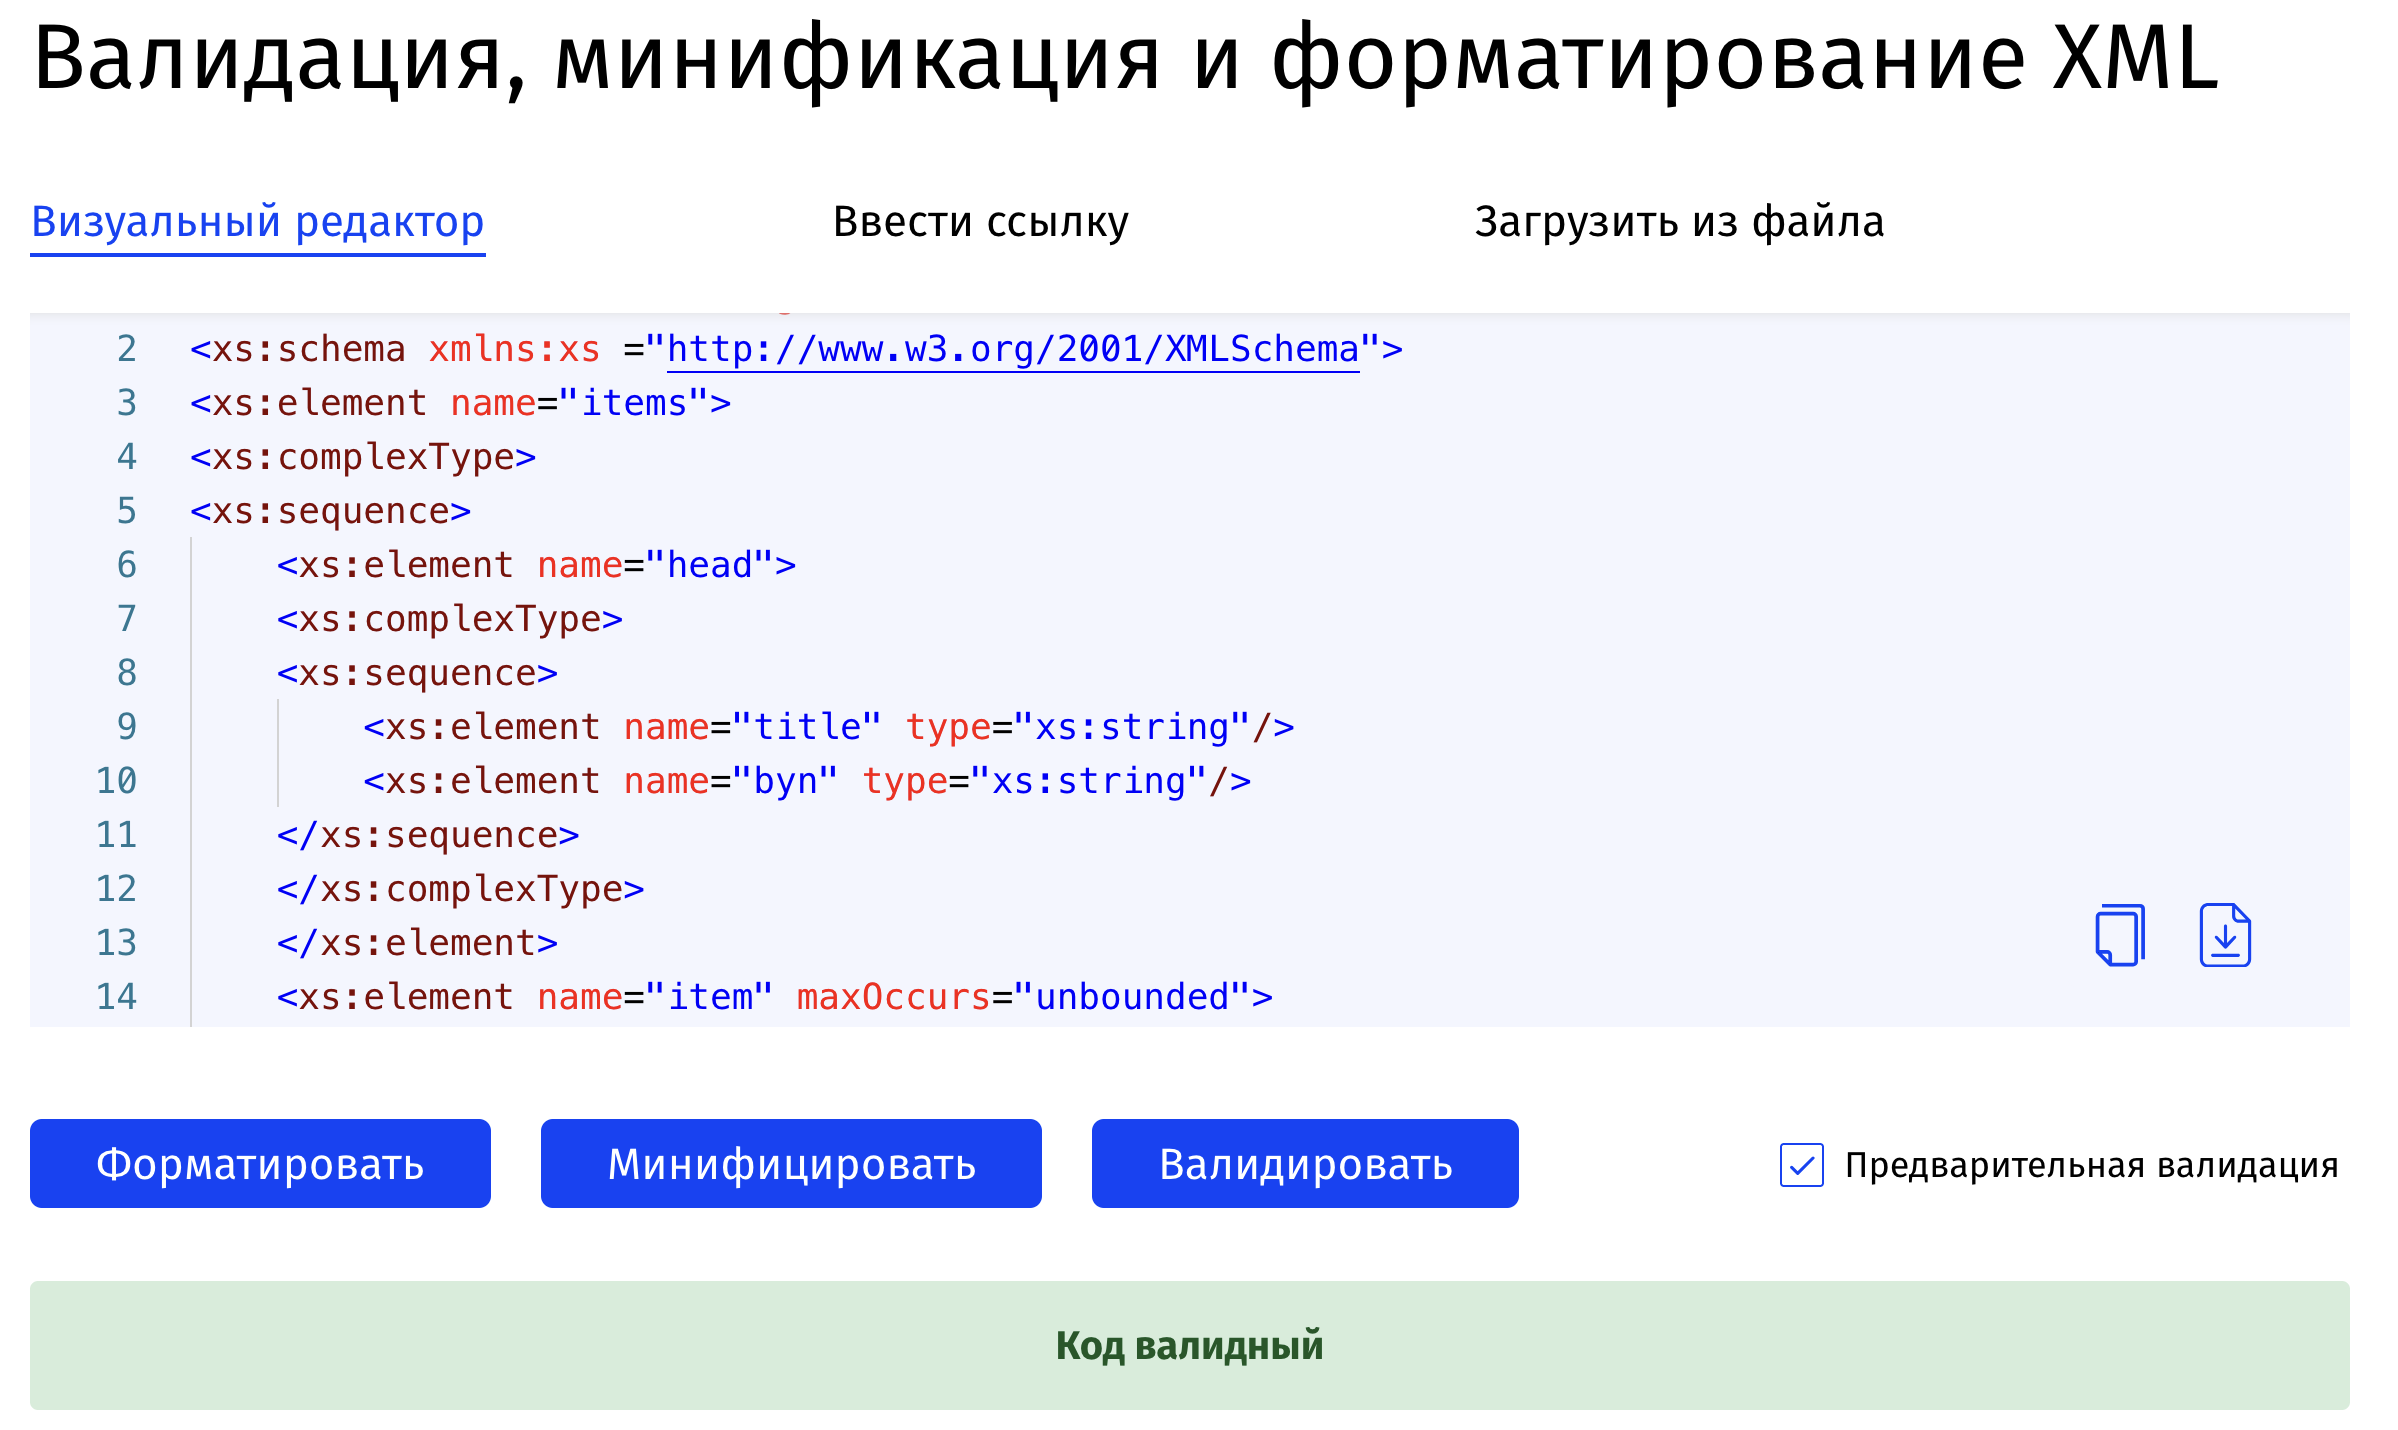 Валидация, минификация и форматирование XML
Визуальный редактор Ввести ссылку Загрузить из файла
2 <xs:schema xmlns:xs ="http://www.w3.org/2001/XMLSchema">
3 <xs:element name="items">
4 <xs:complexType>
5 <xs:sequence>
6 <xs:element name="head">
7 <xs:complexType>
8 <xs:sequence>
9 <xs:element name="title" type="xs:string"/>
10 <xs:element name="byn" type="xs:string"/>
11 </xs:sequence>
12 </xs:complexType>
13 </xs:element>
14 <xs:element name="item" maxOccurs="unbounded">
Форматировать Минифицировать Валидировать Предварительная валидация
Код валидный